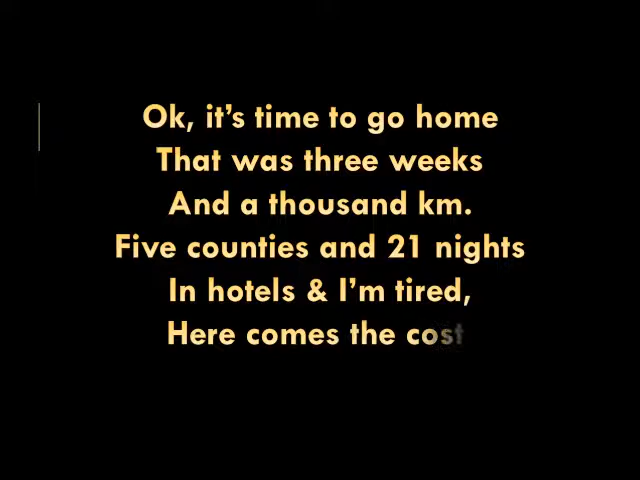 Ok, it’s time to go home
That was three weeks
And a thousand km.
Five counties and 21 nights
In hotels & I’m tired,
Here comes the cost